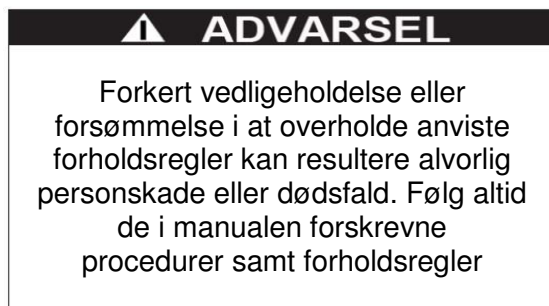 ADVARSEL
Forkert vedligeholdelse eller
forsømmelse i at overholde anviste
forholdsregler kan resultere alvorlig
personskade eller dødsfald. Følg altid
de i manualen forskrevne
procedurer samt forholdsregler